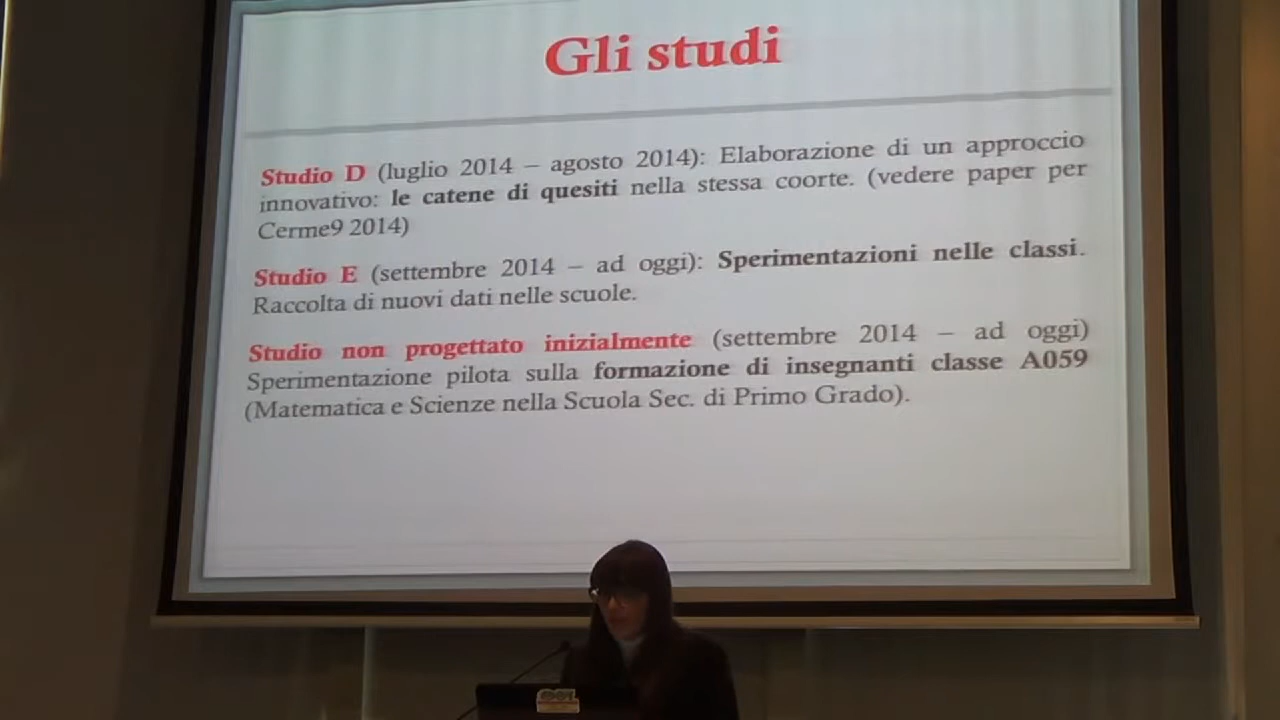 Gli studi
Studio D (luglio 2014 – agosto 2014): Elaborazione di un approccio
innovativo: le catene di quesiti nella stessa coorte. (vedere paper per
Cerme9 2014)
Studio E (settembre 2014 – ad oggi): Sperimentazioni nelle classi.
Raccolta di nuovi dati nelle scuole.
Studio non progettato inizialmente (settembre 2014 – ad oggi)
Sperimentazione pilota sulla formazione di insegnanti classe A059
(Matematica e Scienze nella Scuola Sec. di Primo Grado).